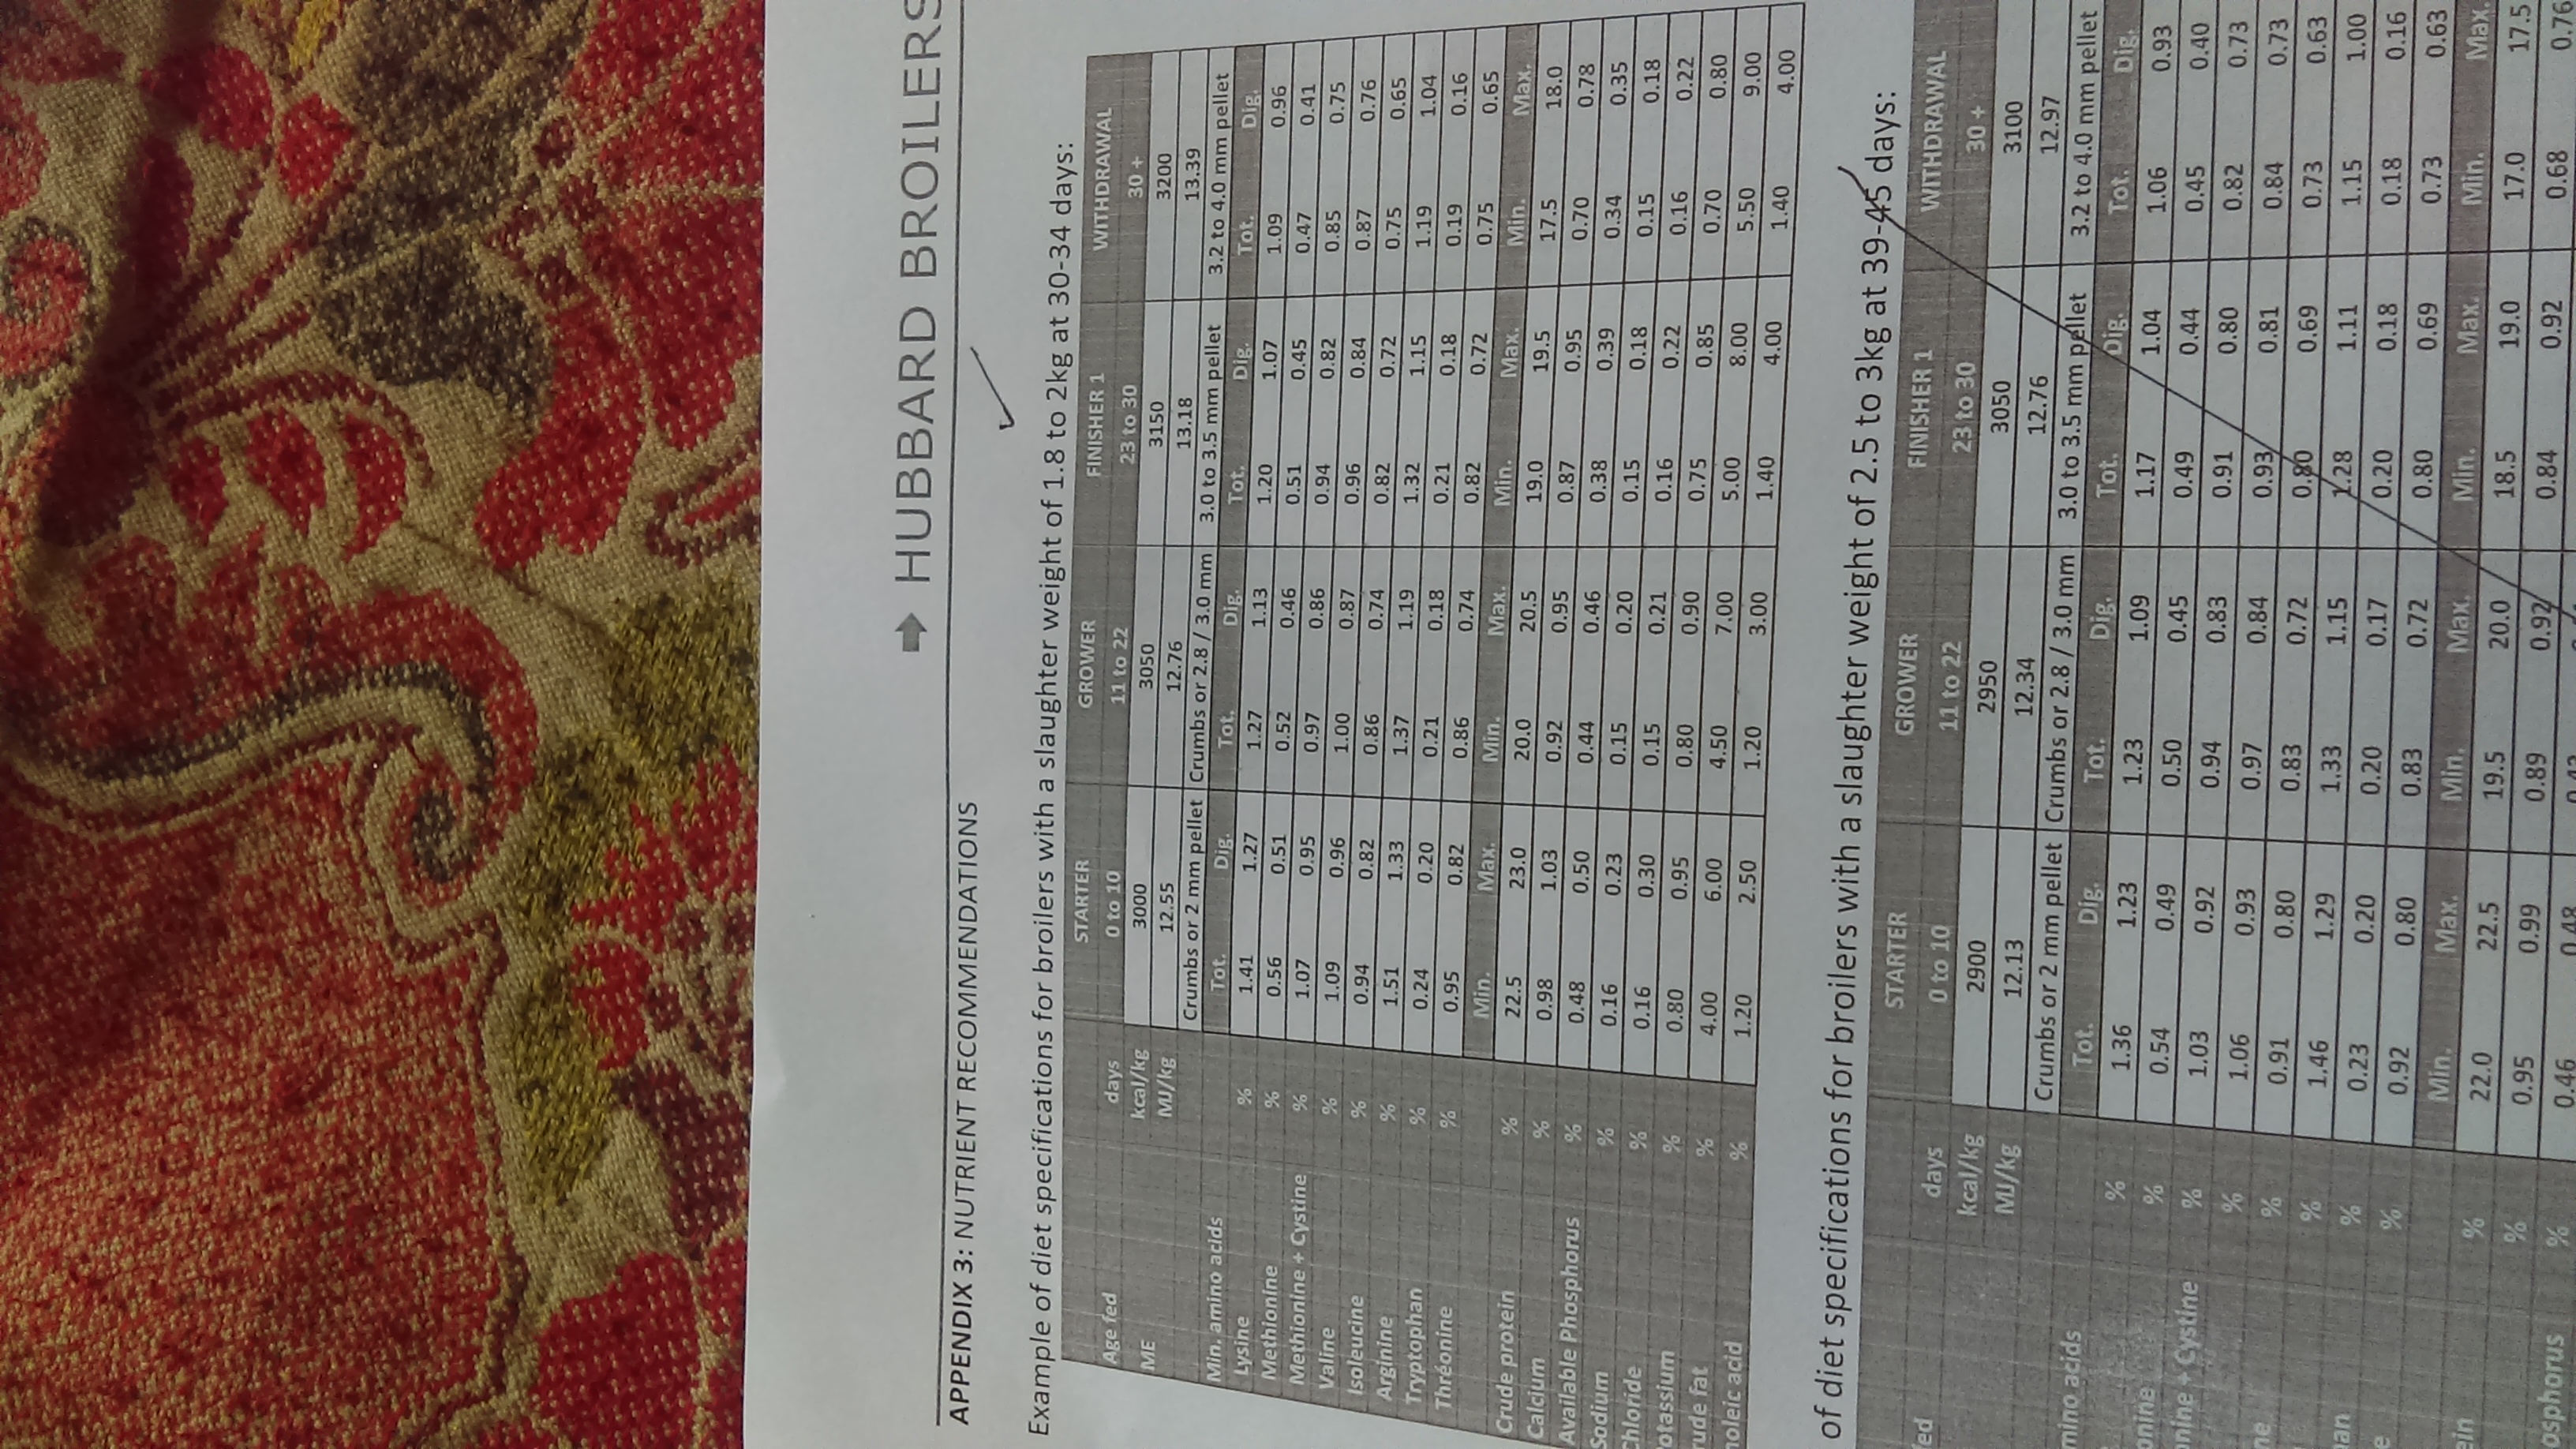 ➡ HUBBARD BROILERS
APPENDIX 3: NUTRIENT RECOMMENDATIONS
Example of diet specifications for broilers with a slaughter weight of 1.8 to 2kg at 30-34 days:
STARTER GROWER FINISHER 1 WITHDRAWAL
Age fed days 0 to 10 11 to 22 23 to 30 30 +
ME kcal/kg 3000 3050 3150 3200
MJ/kg 12.55 12.76 13.18 13.39
Crumbs or 2 mm pellet Crumbs or 2.8 / 3.0 mm 3.0 to 3.5 mm pellet 3.2 to 4.0 mm pellet
Min. amino acids Tot. Dig. Tot. Dig. Tot. Dig. Tot. Dig.
Lysine % 1.41 1.27 1.27 1.13 1.20 1.07 1.09 0.96
Methionine % 0.56 0.51 0.52 0.46 0.51 0.45 0.47 0.41
Methionine + Cystine % 1.07 0.95 0.97 0.86 0.94 0.82 0.85 0.75
Valine % 1.09 0.96 1.00 0.87 0.96 0.84 0.87 0.76
Isoleucine % 0.94 0.82 0.86 0.74 0.82 0.72 0.75 0.65
Arginine % 1.51 1.33 1.37 1.19 1.32 1.15 1.19 1.04
Tryptophan % 0.24 0.20 0.21 0.18 0.21 0.18 0.19 0.16
Thréonine % 0.95 0.82 0.86 0.74 0.82 0.72 0.75 0.65
Min. Max. Min. Max. Min. Max. Min. Max.
Crude protein % 22.5 23.0 20.0 20.5 19.0 19.5 17.5 18.0
Calcium % 0.98 1.03 0.92 0.95 0.87 0.95 0.70 0.78
Available Phosphorus % 0.48 0.50 0.44 0.46 0.38 0.39 0.34 0.35
Sodium % 0.16 0.23 0.15 0.20 0.15 0.18 0.15 0.18
Chloride % 0.16 0.30 0.15 0.21 0.16 0.22 0.16 0.22
otassium % 0.80 0.95 0.80 0.90 0.75 0.85 0.70 0.80
rude fat % 4.00 6.00 4.50 7.00 5.00 8.00 5.50 9.00
noleic acid % 1.20 2.50 1.20 3.00 1.40 4.00 1.40 4.00
of diet specifications for broilers with a slaughter weight of 2.5 to 3kg at 39-45 days:
STARTER GROWER FINISHER 1 WITHDRAWAL
fed days 0 to 10 11 to 22 23 to 30 30 +
kcal/kg 2900 2950 3050 3100
MJ/kg 12.13 12.34 12.76 12.97
Crumbs or 2 mm pellet Crumbs or 2.8 / 3.0 mm 3.0 to 3.5 mm pellet 3.2 to 4.0 mm pellet
mino acids Tot. Dig. Tot. Dig. Tot. Dig. Tot. Dig.
% 1.36 1.23 1.23 1.09 1.17 1.04 1.06 0.93
onine % 0.54 0.49 0.50 0.45 0.49 0.44 0.45 0.40
onine + Cystine % 1.03 0.92 0.94 0.83 0.91 0.80 0.82 0.73
% 1.06 0.93 0.97 0.84 0.93 0.81 0.84 0.73
ne % 0.91 0.80 0.83 0.72 0.80 0.69 0.73 0.63
% 1.46 1.29 1.33 1.15 1.28 1.11 1.15 1.00
han % 0.23 0.20 0.20 0.17 0.20 0.18 0.18 0.16
e % 0.92 0.80 0.83 0.72 0.80 0.69 0.73 0.63
Min. Max. Min. Max. Min. Max. Min. Max.
ein % 22.0 22.5 19.5 20.0 18.5 19.0 17.0 17.5
% 0.95 0.99 0.89 0.92 0.84 0.92 0.68 0.76
osphorus % 0.46 0.48